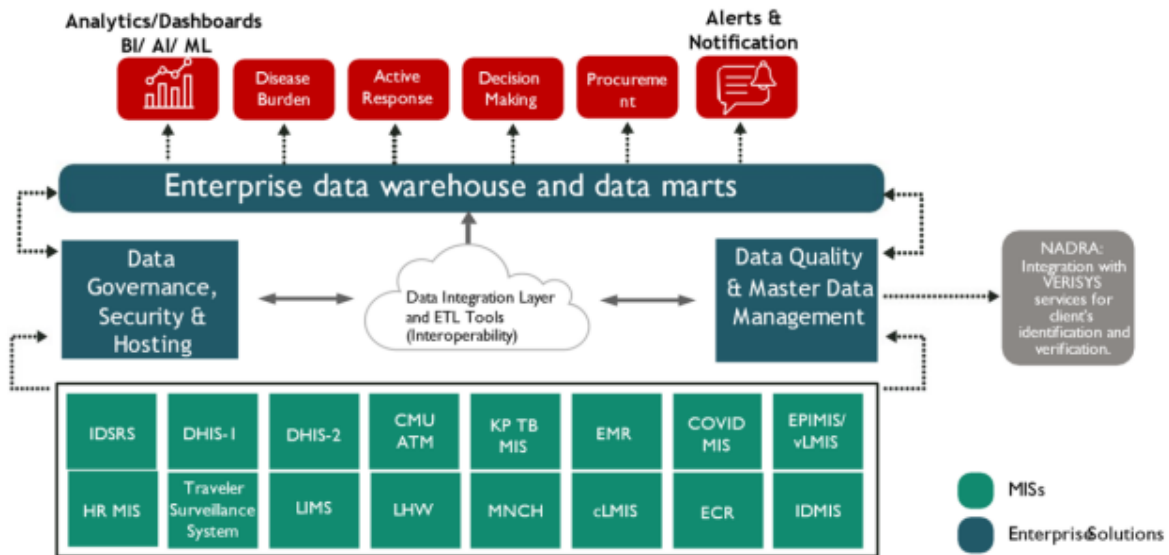 Analytics/Dashboards
BI/ AI/ ML
Alerts &
Notification
Disease
Burden
Active
Response
Decision
Making
Procureme
nt
Enterprise data warehouse and data marts
Data
Governance,
Security &
Hosting
Data Integration Layer
and ETL Tools
(Interoperability)
Data Quality
& Master Data
Management
NADRA:
Integration with
VERISYS
services for
client's
identification and
verification.
IDSRS
DHIS-1
DHIS-2
CMU
ATM
KP TB
MIS
EMR
COVID
MIS
EPIMIS/
vLMIS
HR MIS
Traveler
Surveillance
System
LIMS
LHW
MNCH
cLMIS
ECR
IDMIS
MISs
EnterpriseSolutions